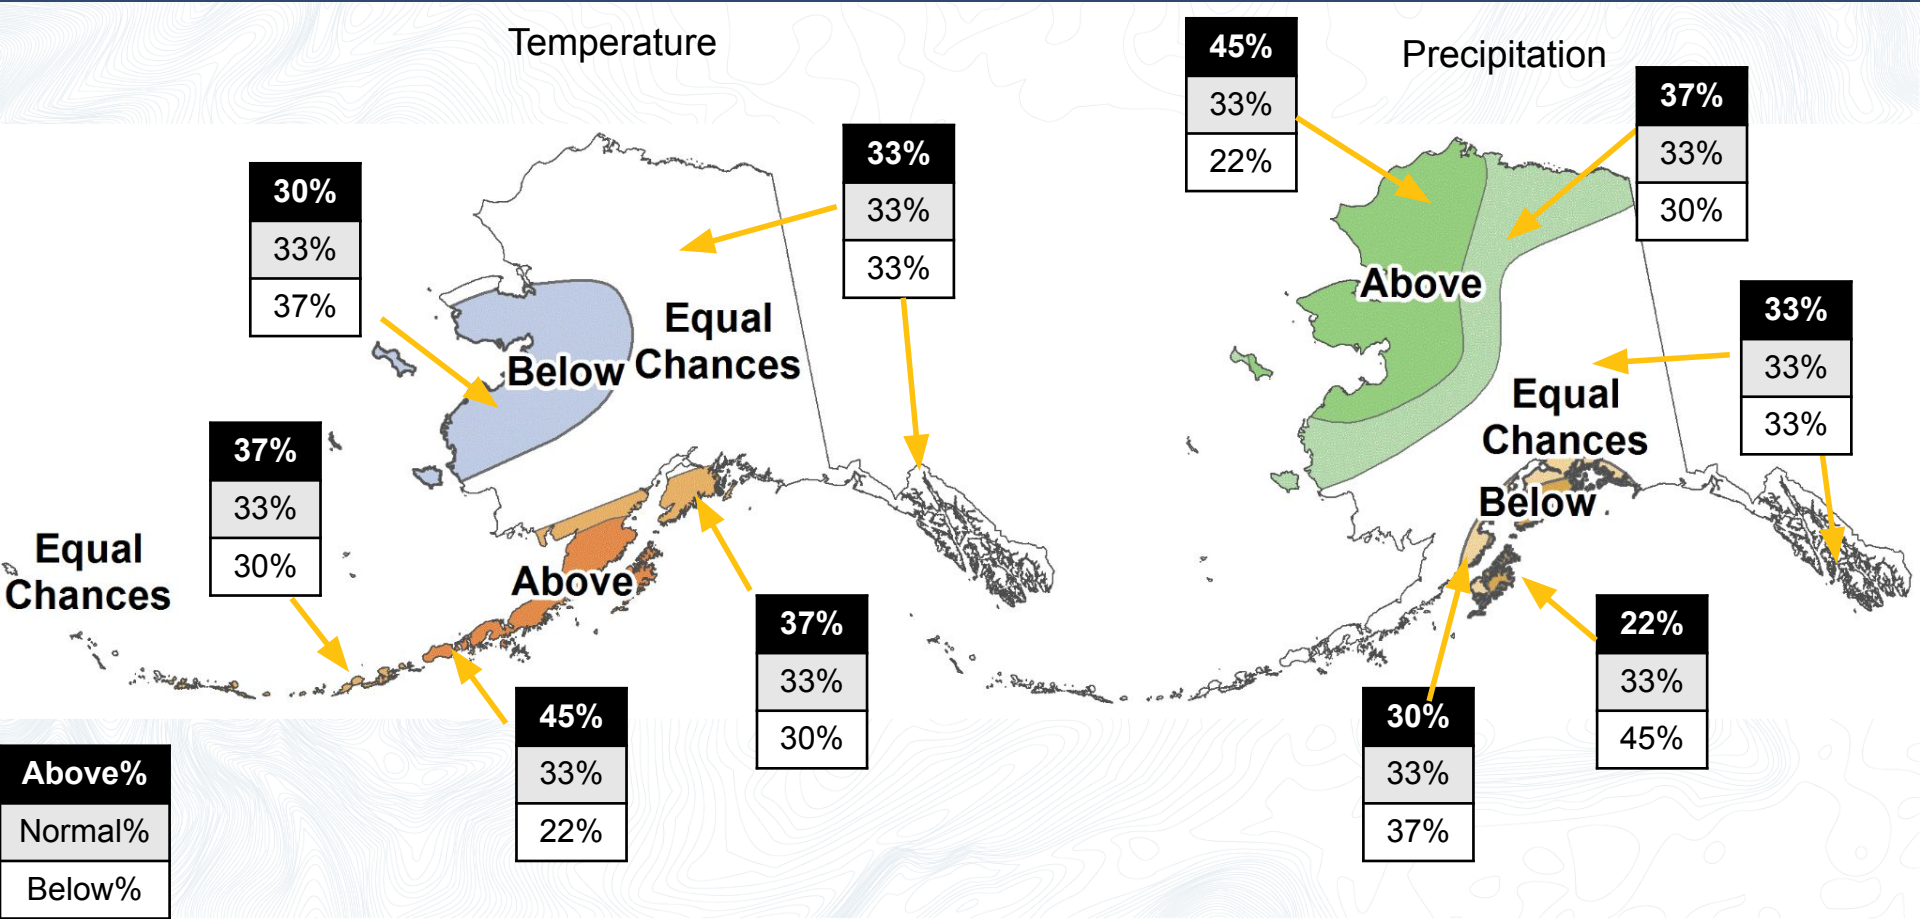 Temperature
30%
33%
37%
33%
33%
33%
Equal
Chances
Below
37%
33%
30%
Equal
Chances
Above
37%
33%
30%
45%
33%
22%
Above%
Normal%
Below%
Precipitation
45%
33%
22%
37%
33%
30%
Above
33%
33%
33%
Equal
Chances
Below
22%
33%
45%
30%
33%
37%